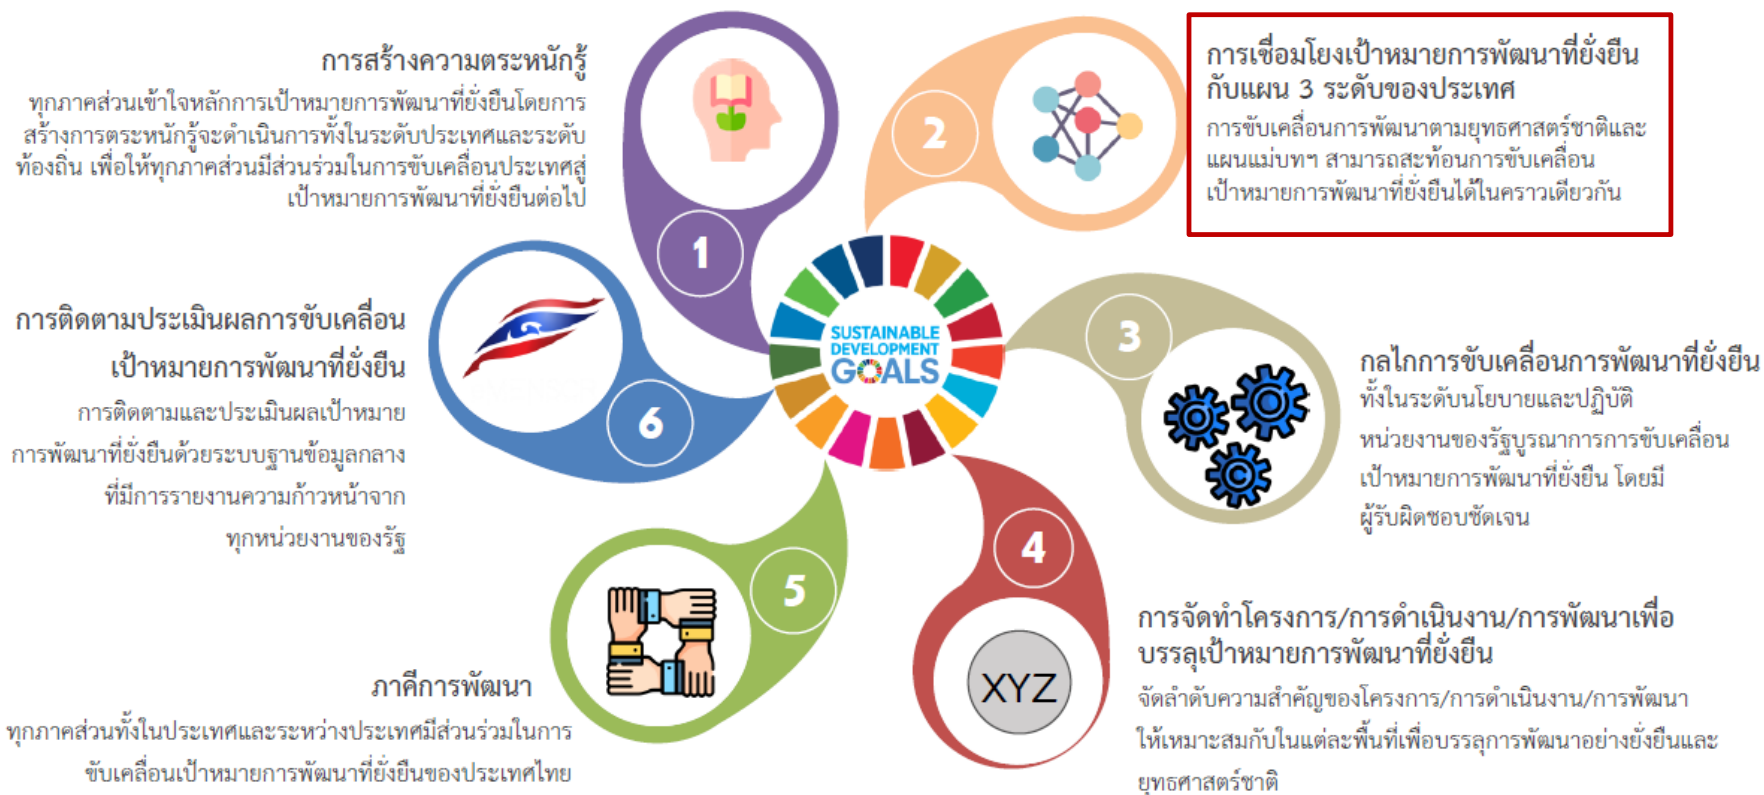 การสร้างความตระหนักรู้
ทุกภาคส่วนเข้าใจหลักการเป้าหมายการพัฒนาที่ยั่งยืนโดยการ
สร้างการตระหนักรู้จะดำเนินการทั้งในระดับประเทศและระดับ
ท้องถิ่น เพื่อให้ทุกภาคส่วนมีส่วนร่วมในการขับเคลื่อนประเทศสู่
เป้าหมายการพัฒนาที่ยั่งยืนต่อไป
1
2
การเชื่อมโยงเป้าหมายการพัฒนาที่ยั่งยืน
กับแผน 3 ระดับของประเทศ
การขับเคลื่อนการพัฒนาตามยุทธศาสตร์ชาติและ
แผนแม่บทฯ สามารถสะท้อนการขับเคลื่อน
เป้าหมายการพัฒนาที่ยั่งยืนได้ในคราวเดียวกัน
SUSTAINABLE
DEVELOPMENT
GOALS
3
กลไกการขับเคลื่อนการพัฒนาที่ยั่งยืน
ทั้งในระดับนโยบายและปฏิบัติ
หน่วยงานของรัฐบูรณาการการขับเคลื่อน
เป้าหมายการพัฒนาที่ยั่งยืน โดยมี
ผู้รับผิดชอบชัดเจน
4
XYZ
การจัดทำโครงการ/การดำเนินงาน/การพัฒนาเพื่อ
บรรลุเป้าหมายการพัฒนาที่ยั่งยืน
จัดลำดับความสำคัญของโครงการ/การดำเนินงาน/การพัฒนา
ให้เหมาะสมกับในแต่ละพื้นที่เพื่อบรรลุการพัฒนาอย่างยั่งยืนและ
ยุทธศาสตร์ชาติ
5
ภาคีการพัฒนา
ทุกภาคส่วนทั้งในประเทศและระหว่างประเทศมีส่วนร่วมในการ
ขับเคลื่อนเป้าหมายการพัฒนาที่ยั่งยืนของประเทศไทย
6
การติดตามประเมินผลการขับเคลื่อน
เป้าหมายการพัฒนาที่ยั่งยืน
การติดตามและประเมินผลเป้าหมาย
การพัฒนาที่ยั่งยืนด้วยระบบฐานข้อมูลกลาง
ที่มีการรายงานความก้าวหน้าจาก
ทุกหน่วยงานของรัฐ